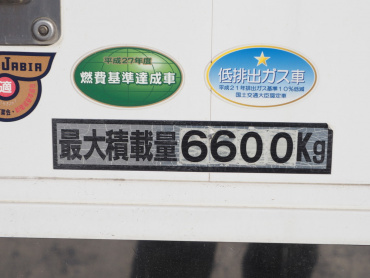 JABIA
適
平成27年度
燃費基準達成車
低排出ガス車
平成21年排出ガス基準10%低減
国土交通大臣認定車
最大積載量6600Kg